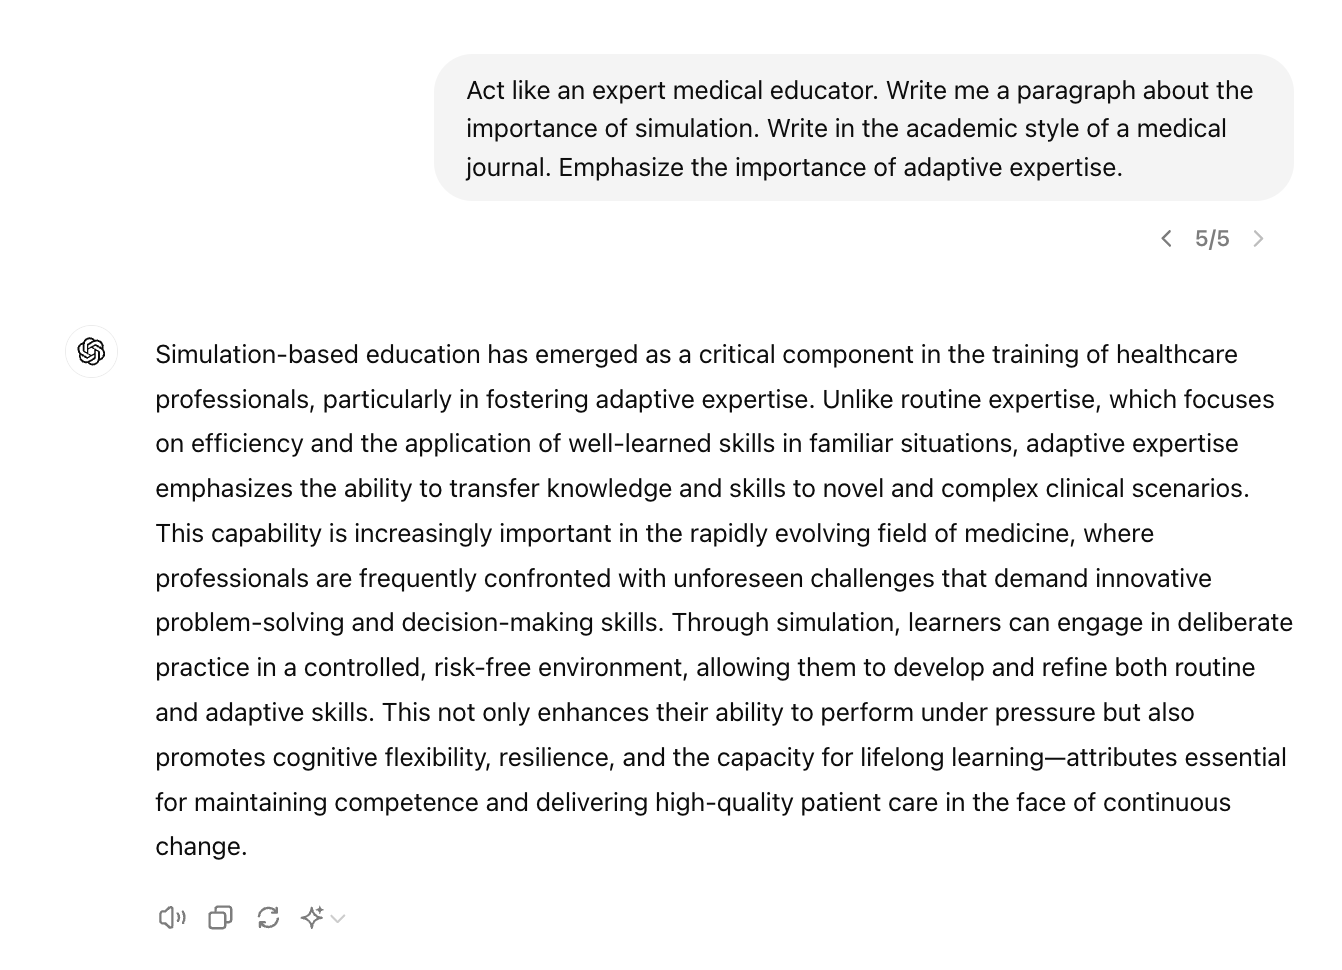 Act like an expert medical educator. Write me a paragraph about the
importance of simulation. Write in the academic style of a medical
journal. Emphasize the importance of adaptive expertise.
5/5
Simulation-based education has emerged as a critical component in the training of healthcare
professionals, particularly in fostering adaptive expertise. Unlike routine expertise, which focuses
on efficiency and the application of well-learned skills in familiar situations, adaptive expertise
emphasizes the ability to transfer knowledge and skills to novel and complex clinical scenarios.
This capability is increasingly important in the rapidly evolving field of medicine, where
professionals are frequently confronted with unforeseen challenges that demand innovative
problem-solving and decision-making skills. Through simulation, learners can engage in deliberate
practice in a controlled, risk-free environment, allowing them to develop and refine both routine
and adaptive skills. This not only enhances their ability to perform under pressure but also
promotes cognitive flexibility, resilience, and the capacity for lifelong learning—attributes essential
for maintaining competence and delivering high-quality patient care in the face of continuous
change.